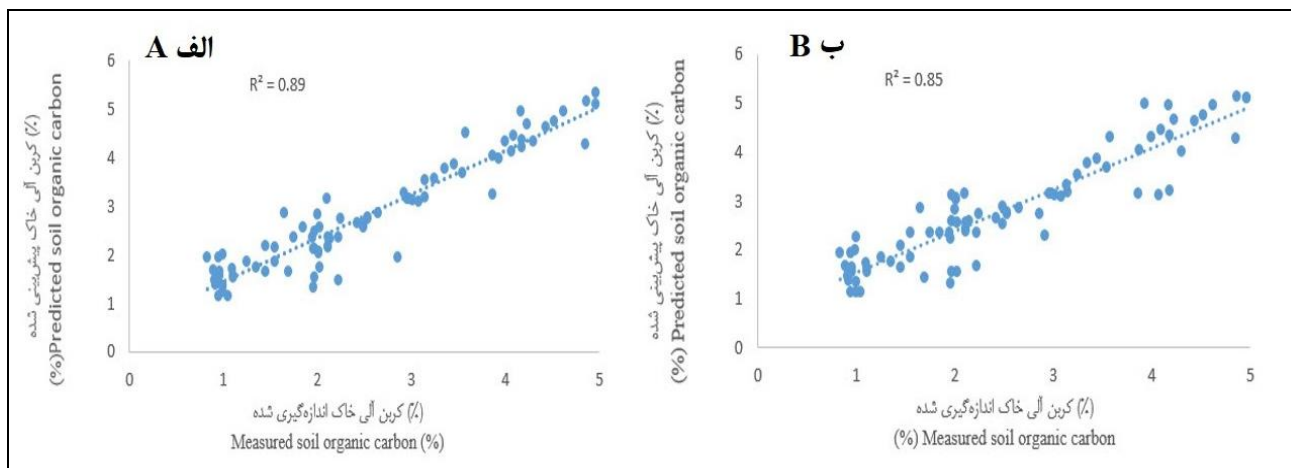 الف A
R² = 0.89
6
5
4
3
2
1
0
0 1 2 3 4 5
کربن آلی خاک پیش‌بینی شده (%)
(%)Predicted soil organic carbon
(%) کربن آلی خاک اندازه‌گیری شده
Measured soil organic carbon (%)
ب B
R² = 0.85
6
5
4
3
2
1
0
0 1 2 3 4 5
کربن آلی خاک پیش‌بینی شده (%)
(%) Predicted soil organic carbon
(%) کربن آلی خاک اندازه‌گیری شده
(%) Measured soil organic carbon